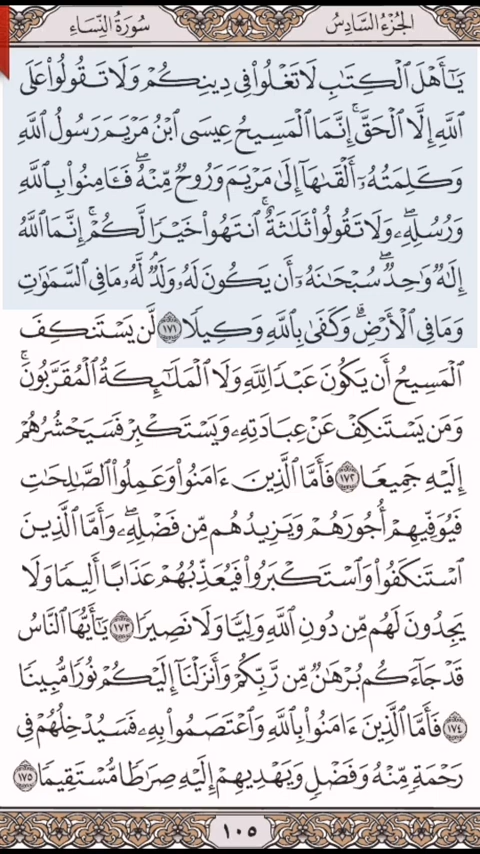 الجزء السادس سورة النساء
يَـٰٓأَهْلَ ٱلْكِتَـٰبِ لَا تَغْلُوا۟ فِى دِينِكُمْ وَلَا تَقُولُوا۟ عَلَى
ٱللَّهِ إِلَّا ٱلْحَقَّ ۚ إِنَّمَا ٱلْمَسِيحُ عِيسَى ٱبْنُ مَرْيَمَ رَسُولُ ٱللَّهِ
وَكَلِمَتُهُۥٓ أَلْقَىٰهَآ إِلَىٰ مَرْيَمَ وَرُوحٌ مِّنْهُ ۖ فَـَٔامِنُوا۟ بِٱللَّهِ
وَرُسُلِهِۦ ۖ وَلَا تَقُولُوا۟ ثَلَـٰثَةٌ ۚ ٱنتَهُوا۟ خَيْرًا لَّكُمْ ۚ إِنَّمَا ٱللَّهُ
إِلَـٰهٌ وَٰحِدٌ ۖ سُبْحَـٰنَهُۥٓ أَن يَكُونَ لَهُۥ وَلَدٌ ۘ لَّهُۥ مَا فِى ٱلسَّمَـٰوَٰتِ
وَمَا فِى ٱلْأَرْضِ ۗ وَكَفَىٰ بِٱللَّهِ وَكِيلًا ١٧١ لَّن يَسْتَنكِفَ
ٱلْمَسِيحُ أَن يَكُونَ عَبْدًا لِّلَّهِ وَلَا ٱلْمَلَـٰٓئِكَةُ ٱلْمُقَرَّبُونَ ۚ
وَمَن يَسْتَنكِفْ عَنْ عِبَادَتِهِۦ وَيَسْتَكْبِرْ فَسَيَحْشُرُهُمْ
إِلَيْهِ جَمِيعًا ١٧٢ فَأَمَّا ٱلَّذِينَ ءَامَنُوا۟ وَعَمِلُوا۟ ٱلصَّـٰلِحَـٰتِ
فَيُوَفِّيهِمْ أُجُورَهُمْ وَيَزِيدُهُم مِّن فَضْلِهِۦ ۖ وَأَمَّا ٱلَّذِينَ
ٱسْتَنكَفُوا۟ وَٱسْتَكْبَرُوا۟ فَيُعَذِّبُهُمْ عَذَابًا أَلِيمًا وَلَا
يَجِدُونَ لَهُم مِّن دُونِ ٱللَّهِ وَلِيًّا وَلَا نَصِيرًا ١٧٣ يَـٰٓأَيُّهَا ٱلنَّاسُ
قَدْ جَآءَكُم بُرْهَـٰنٌ مِّن رَّبِّكُمْ وَأَنزَلْنَآ إِلَيْكُمْ نُورًا مُّبِينًا
١٧٤ فَأَمَّا ٱلَّذِينَ ءَامَنُوا۟ بِٱللَّهِ وَٱعْتَصَمُوا۟ بِهِۦ فَسَيُدْخِلُهُمْ فِى
رَحْمَةٍ مِّنْهُ وَفَضْلٍ وَيَهْدِيهِمْ إِلَيْهِ صِرَٰطًا مُّسْتَقِيمًا ١٧٥
١٠٥